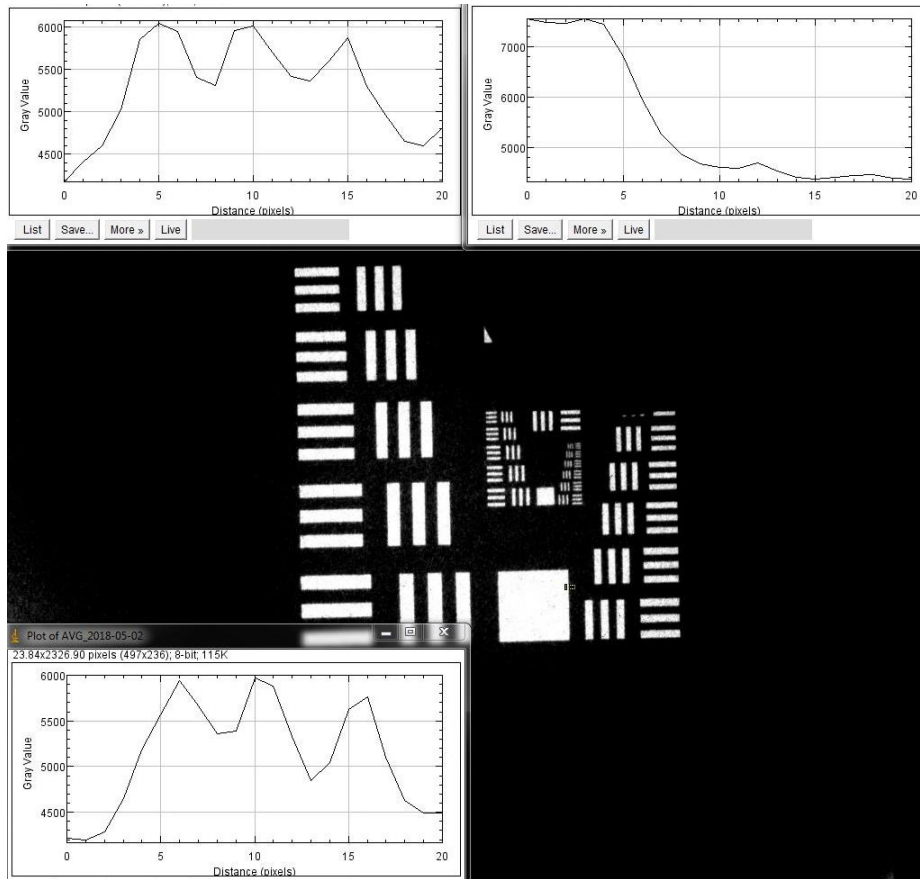 6000
5500
5000
4500
Gray Value
0 5 10 15 20
Distance (pixels)
List Save... More » Live
7000
6000
5000
Gray Value
0 5 10 15 20
Distance (pixels)
List Save... More » Live
Plot of AVG_2018-05-02
23.84x2326.90 pixels (497x236); 8-bit; 115K
6000
5500
5000
4500
Gray Value
0 5 10 15 20
Distance (pixels)